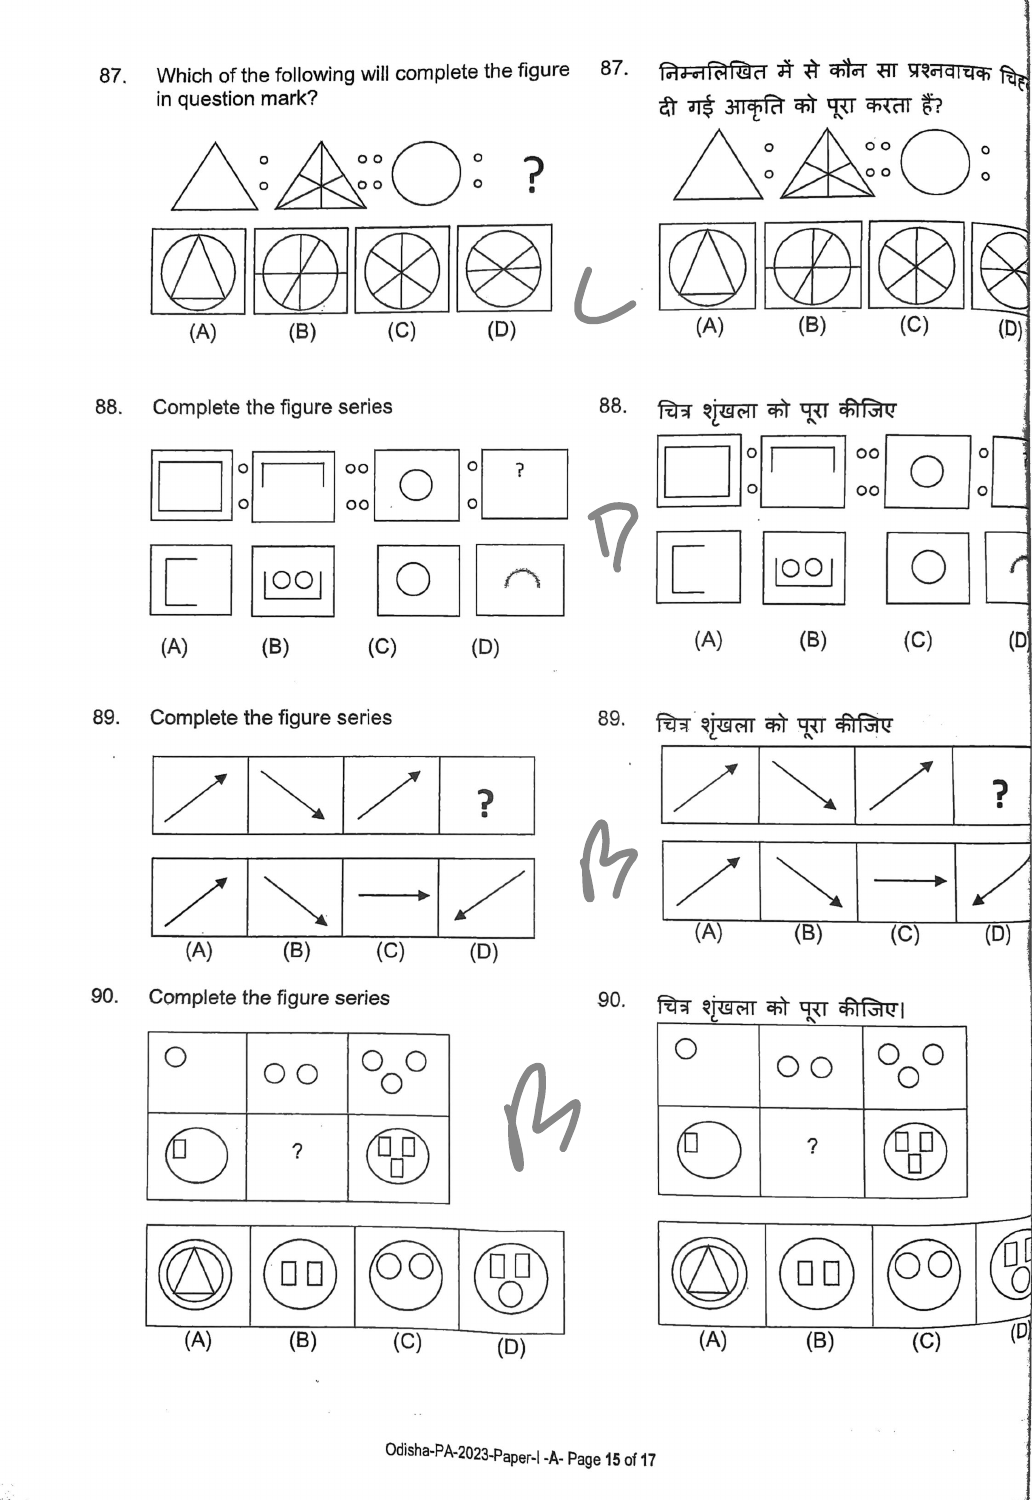 87. Which of the following will complete the figure
in question mark?
?
(A) (B) (C) (D)
88. Complete the figure series
?
(A) (B) (C) (D)
89. Complete the figure series
?
(A) (B) (C) (D)
90. Complete the figure series
?
(A) (B) (C) (D)
87. निम्नलिखित में से कौन सा प्रश्नवाचक चिह्न
दी गई आकृति को पूरा करता हैं?
(A) (B) (C) (D)
C
88. चित्र शृंखला को पूरा कीजिए
(A) (B) (C) (D)
D
89. चित्र शृंखला को पूरा कीजिए
?
(A) (B) (C) (D)
B
90. चित्र शृंखला को पूरा कीजिए।
?
(A) (B) (C) (D)
B
Odisha-PA-2023-Paper-I -A- Page 15 of 17